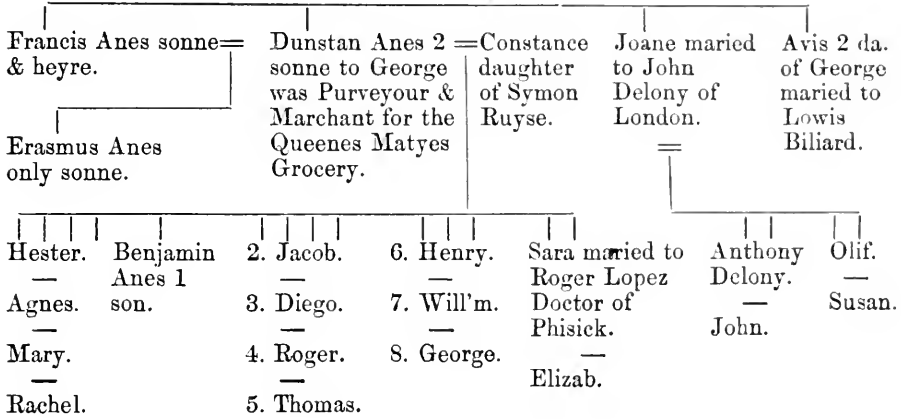 Francis Anes sonne=
& heyre.
Dunstan Anes 2 =Constance
sonne to George
was Purveyour &
Marchant for the
Queenes Matyes
Grocery.
daughter
of Symon
Ruyse.
Joane maried
to John
Delony of
London.
=
Avis 2 da.
of George
maried to
Lowis
Biliard.
Erasmus Anes
only sonne.
Hester.
—
Agnes.
—
Mary.
—
Rachel.
Benjamin
Anes 1
son.
2. Jacob.
—
3. Diego.
—
4. Roger.
—
5. Thomas.
6. Henry.
—
7. Will'm.
—
8. George.
Sara maried to
Roger Lopez
Doctor of
Phisick.
—
Elizab.
Anthony
Delony.
—
John.
Olif.
—
Susan.